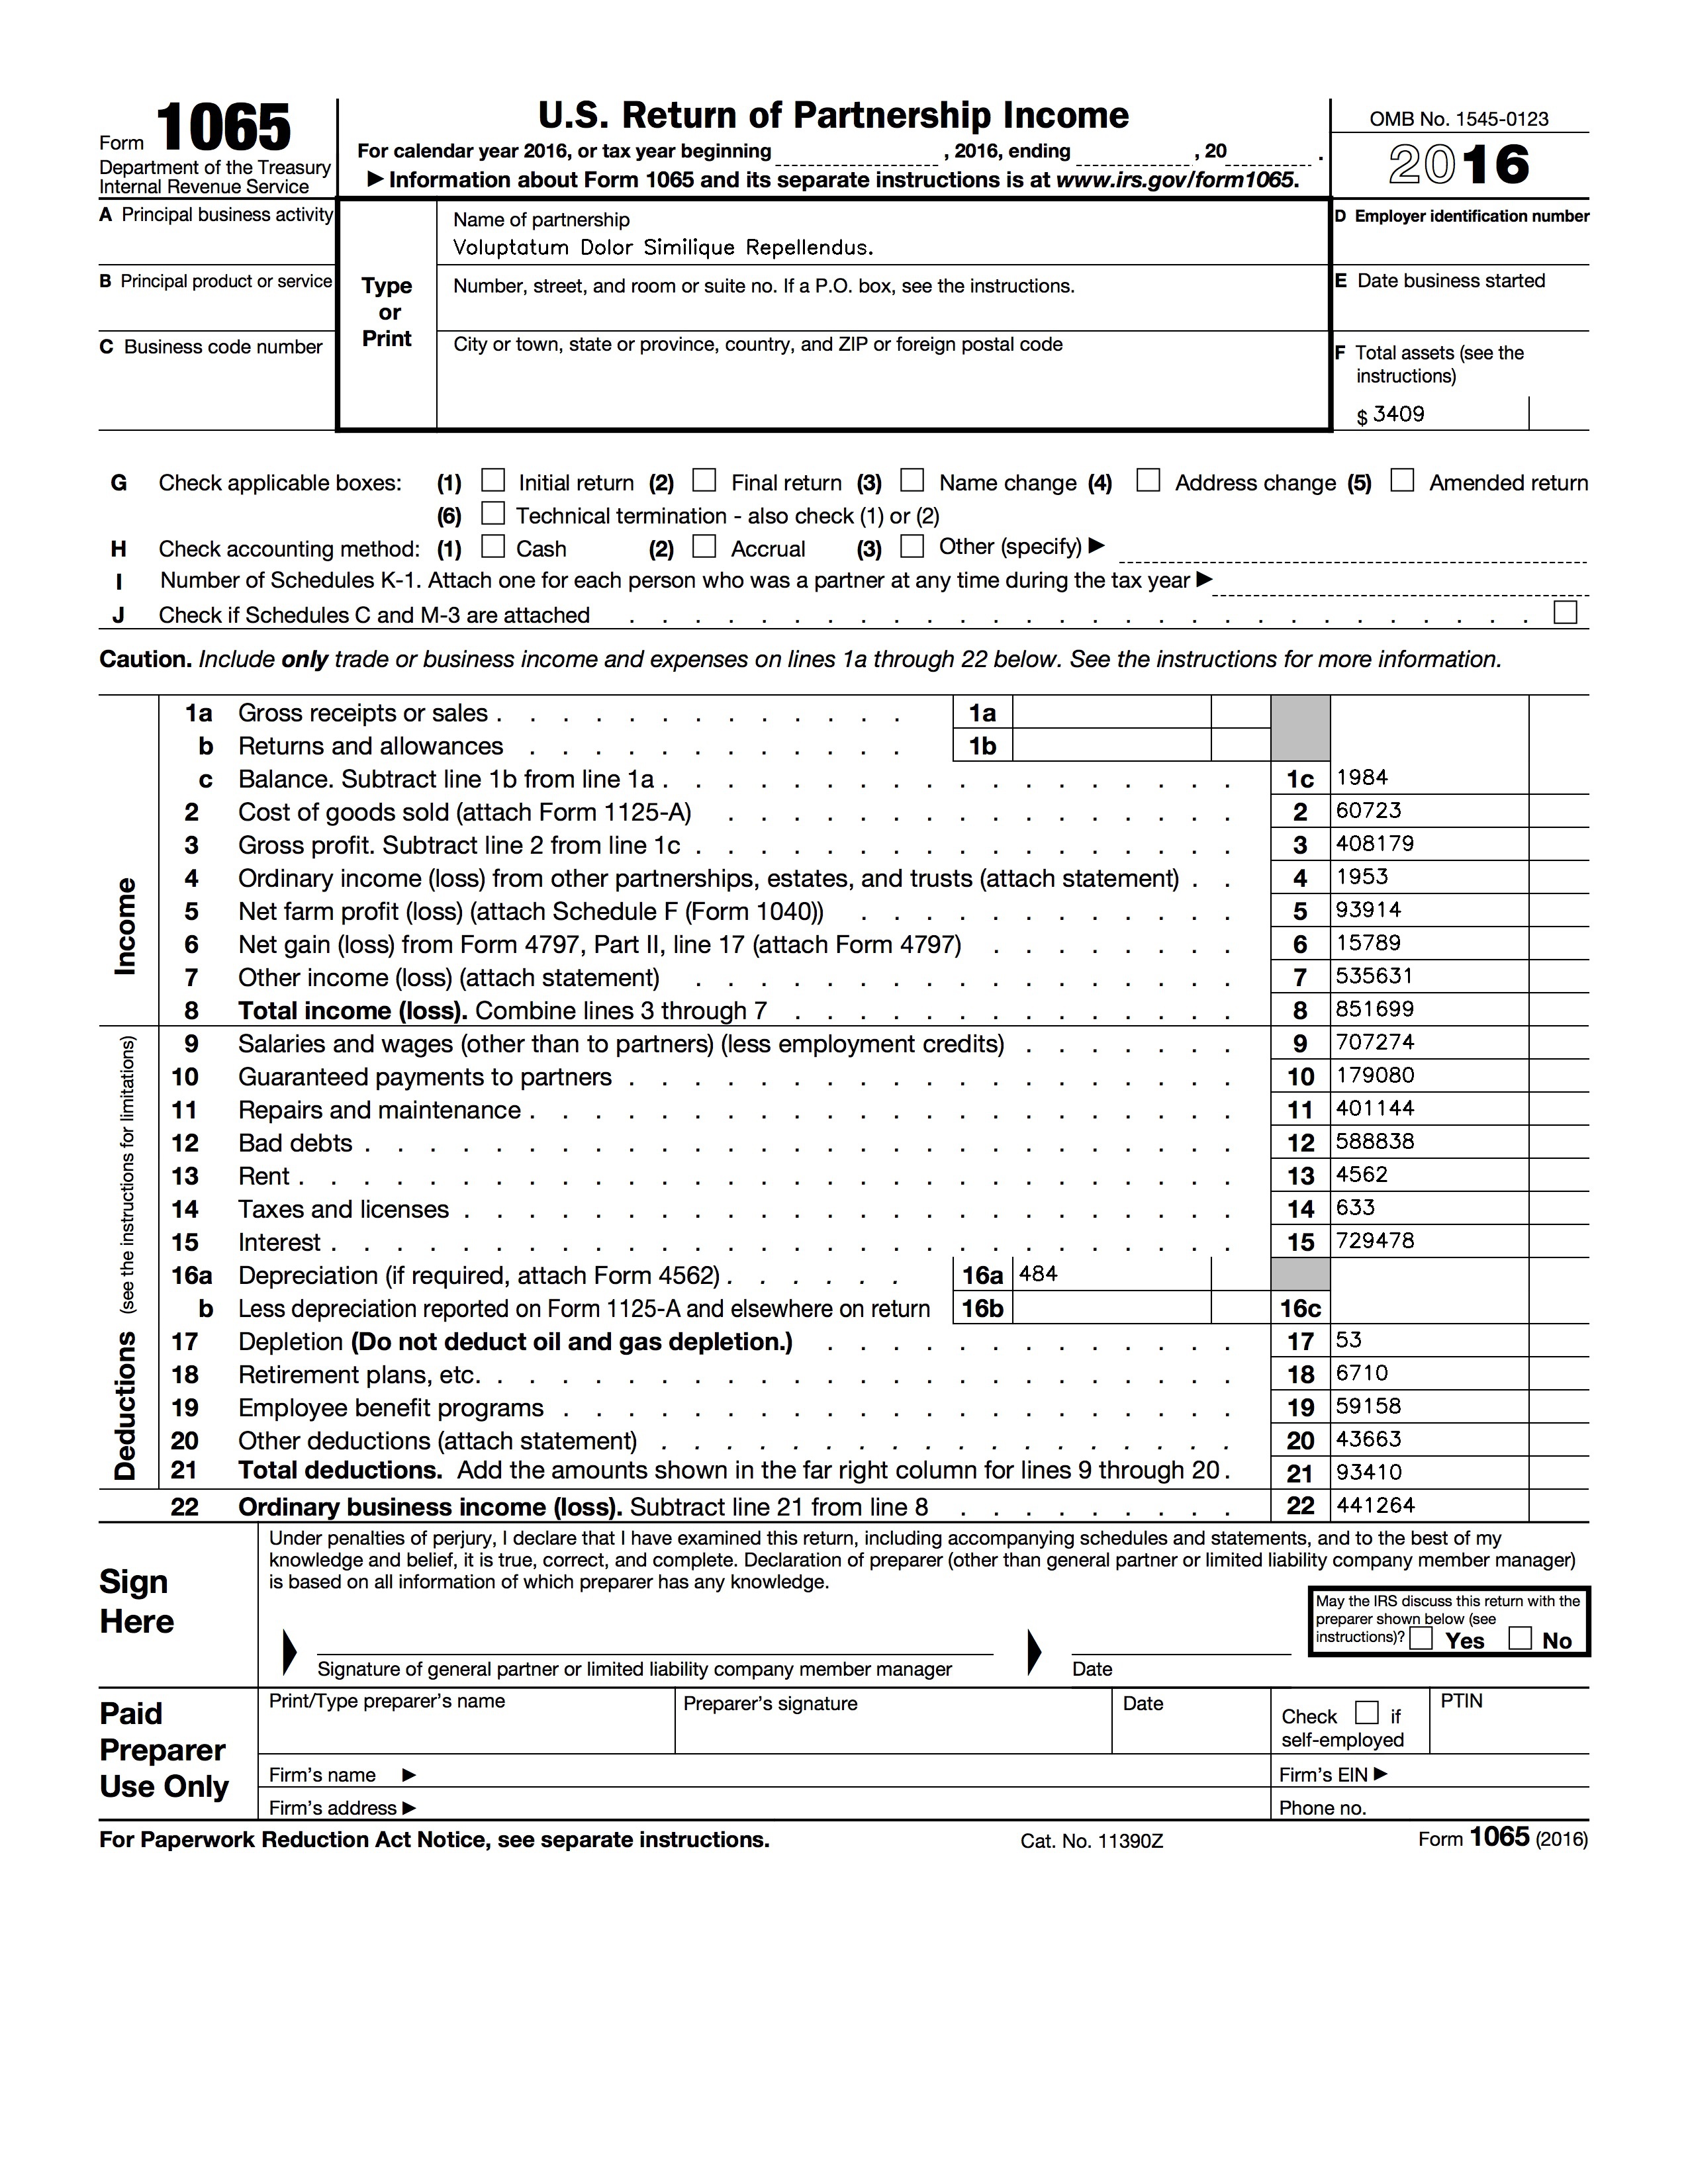 Form 1065
Department of the Treasury
Internal Revenue Service
U.S. Return of Partnership Income
For calendar year 2016, or tax year beginning , 2016, ending , 20 .
▶ Information about Form 1065 and its separate instructions is at www.irs.gov/form1065.
OMB No. 1545-0123
2016
A Principal business activity
B Principal product or service
C Business code number
Type
or
Print
Name of partnership
Voluptatum Dolor Similique Repellendus.
Number, street, and room or suite no. If a P.O. box, see the instructions.
City or town, state or province, country, and ZIP or foreign postal code
D Employer identification number
E Date business started
F Total assets (see the
instructions)
$ 3409
G Check applicable boxes: (1) Initial return (2) Final return (3) Name change (4) Address change (5) Amended return
(6) Technical termination - also check (1) or (2)
H Check accounting method: (1) Cash (2) Accrual (3) Other (specify) ▶
I Number of Schedules K-1. Attach one for each person who was a partner at any time during the tax year ▶
J Check if Schedules C and M-3 are attached
Caution. Include only trade or business income and expenses on lines 1a through 22 below. See the instructions for more information.
Income
1a Gross receipts or sales 1a
b Returns and allowances 1b
c Balance. Subtract line 1b from line 1a 1c 1984
2 Cost of goods sold (attach Form 1125-A) 2 60723
3 Gross profit. Subtract line 2 from line 1c 3 408179
4 Ordinary income (loss) from other partnerships, estates, and trusts (attach statement) 4 1953
5 Net farm profit (loss) (attach Schedule F (Form 1040)) 5 93914
6 Net gain (loss) from Form 4797, Part II, line 17 (attach Form 4797) 6 15789
7 Other income (loss) (attach statement) 7 535631
8 Total income (loss). Combine lines 3 through 7 8 851699
Deductions (see the instructions for limitations)
9 Salaries and wages (other than to partners) (less employment credits) 9 707274
10 Guaranteed payments to partners 10 179080
11 Repairs and maintenance 11 401144
12 Bad debts 12 588838
13 Rent 13 4562
14 Taxes and licenses 14 633
15 Interest 15 729478
16a Depreciation (if required, attach Form 4562) 16a 484
b Less depreciation reported on Form 1125-A and elsewhere on return 16b 16c
17 Depletion (Do not deduct oil and gas depletion.) 17 53
18 Retirement plans, etc. 18 6710
19 Employee benefit programs 19 59158
20 Other deductions (attach statement) 20 43663
21 Total deductions. Add the amounts shown in the far right column for lines 9 through 20 21 93410
22 Ordinary business income (loss). Subtract line 21 from line 8 22 441264
Sign
Here
Under penalties of perjury, I declare that I have examined this return, including accompanying schedules and statements, and to the best of my
knowledge and belief, it is true, correct, and complete. Declaration of preparer (other than general partner or limited liability company member manager)
is based on all information of which preparer has any knowledge.
Signature of general partner or limited liability company member manager
Date
May the IRS discuss this return with the
preparer shown below (see
instructions)? Yes No
Paid
Preparer
Use Only
Print/Type preparer's name
Preparer's signature
Date
Check if
self-employed
PTIN
Firm's name ▶
Firm's EIN ▶
Firm's address ▶
Phone no.
For Paperwork Reduction Act Notice, see separate instructions. Cat. No. 11390Z Form 1065 (2016)